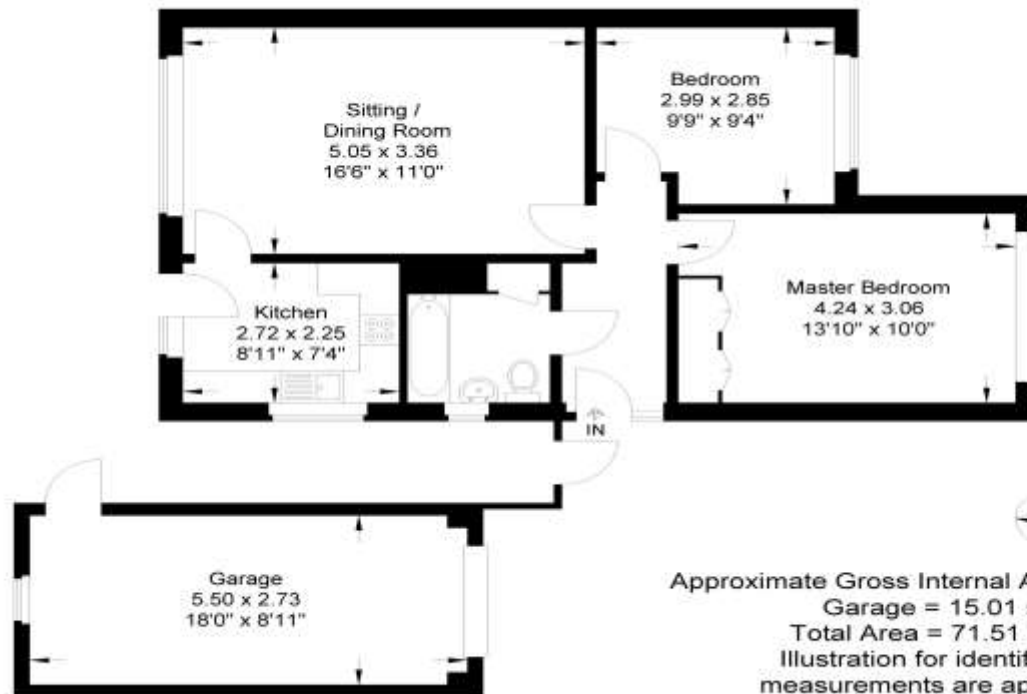 Sitting /
Dining Room
5.05 x 3.36
16'6" x 11'0"
Bedroom
2.99 x 2.85
9'9" x 9'4"
Kitchen
2.72 x 2.25
8'11" x 7'4"
Master Bedroom
4.24 x 3.06
13'10" x 10'0"
IN
Garage
5.50 x 2.73
18'0" x 8'11"
Approximate Gross Internal
Garage = 15.01
Total Area = 71.51
Illustration for
measurements are